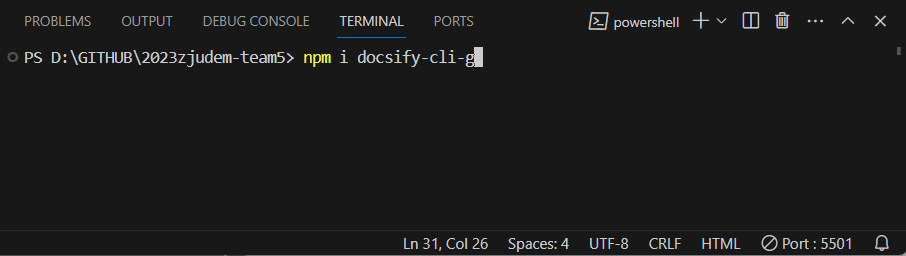 PROBLEMS OUTPUT DEBUG CONSOLE TERMINAL PORTS powershell
PS D:\GITHUB\2023zjudem-team5> npm i docsify-cli-g
Ln 31, Col 26 Spaces: 4 UTF-8 CRLF HTML Port : 5501